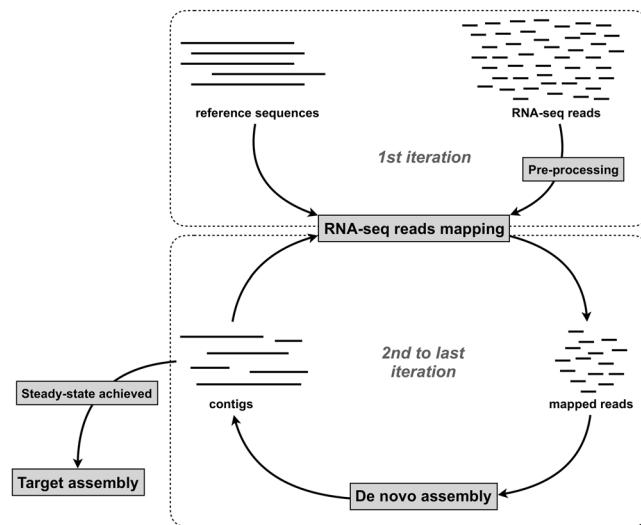 reference sequences
RNA-seq reads
1st iteration
Pre-processing
RNA-seq reads mapping
2nd to last
iteration
Steady-state achieved
contigs
mapped reads
Target assembly
De novo assembly